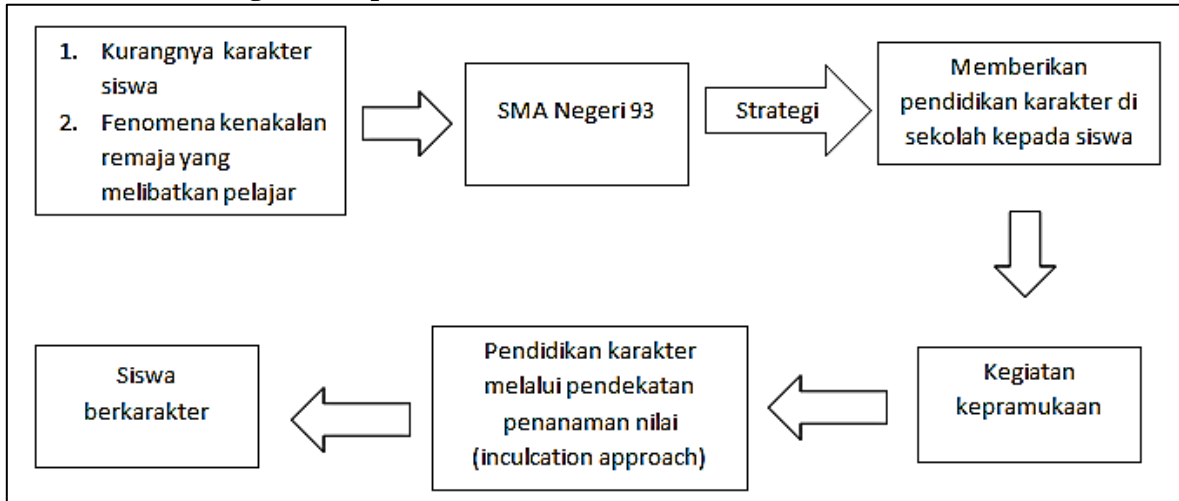 1. Kurangnya karakter
siswa
2. Fenomena kenakalan
remaja yang
melibatkan pelajar
SMA Negeri 93
Strategi
Memberikan
pendidikan karakter di
sekolah kepada siswa
Kegiatan
kepramukaan
Pendidikan karakter
melalui pendekatan
penanaman nilai
(inculcation approach)
Siswa
berkarakter